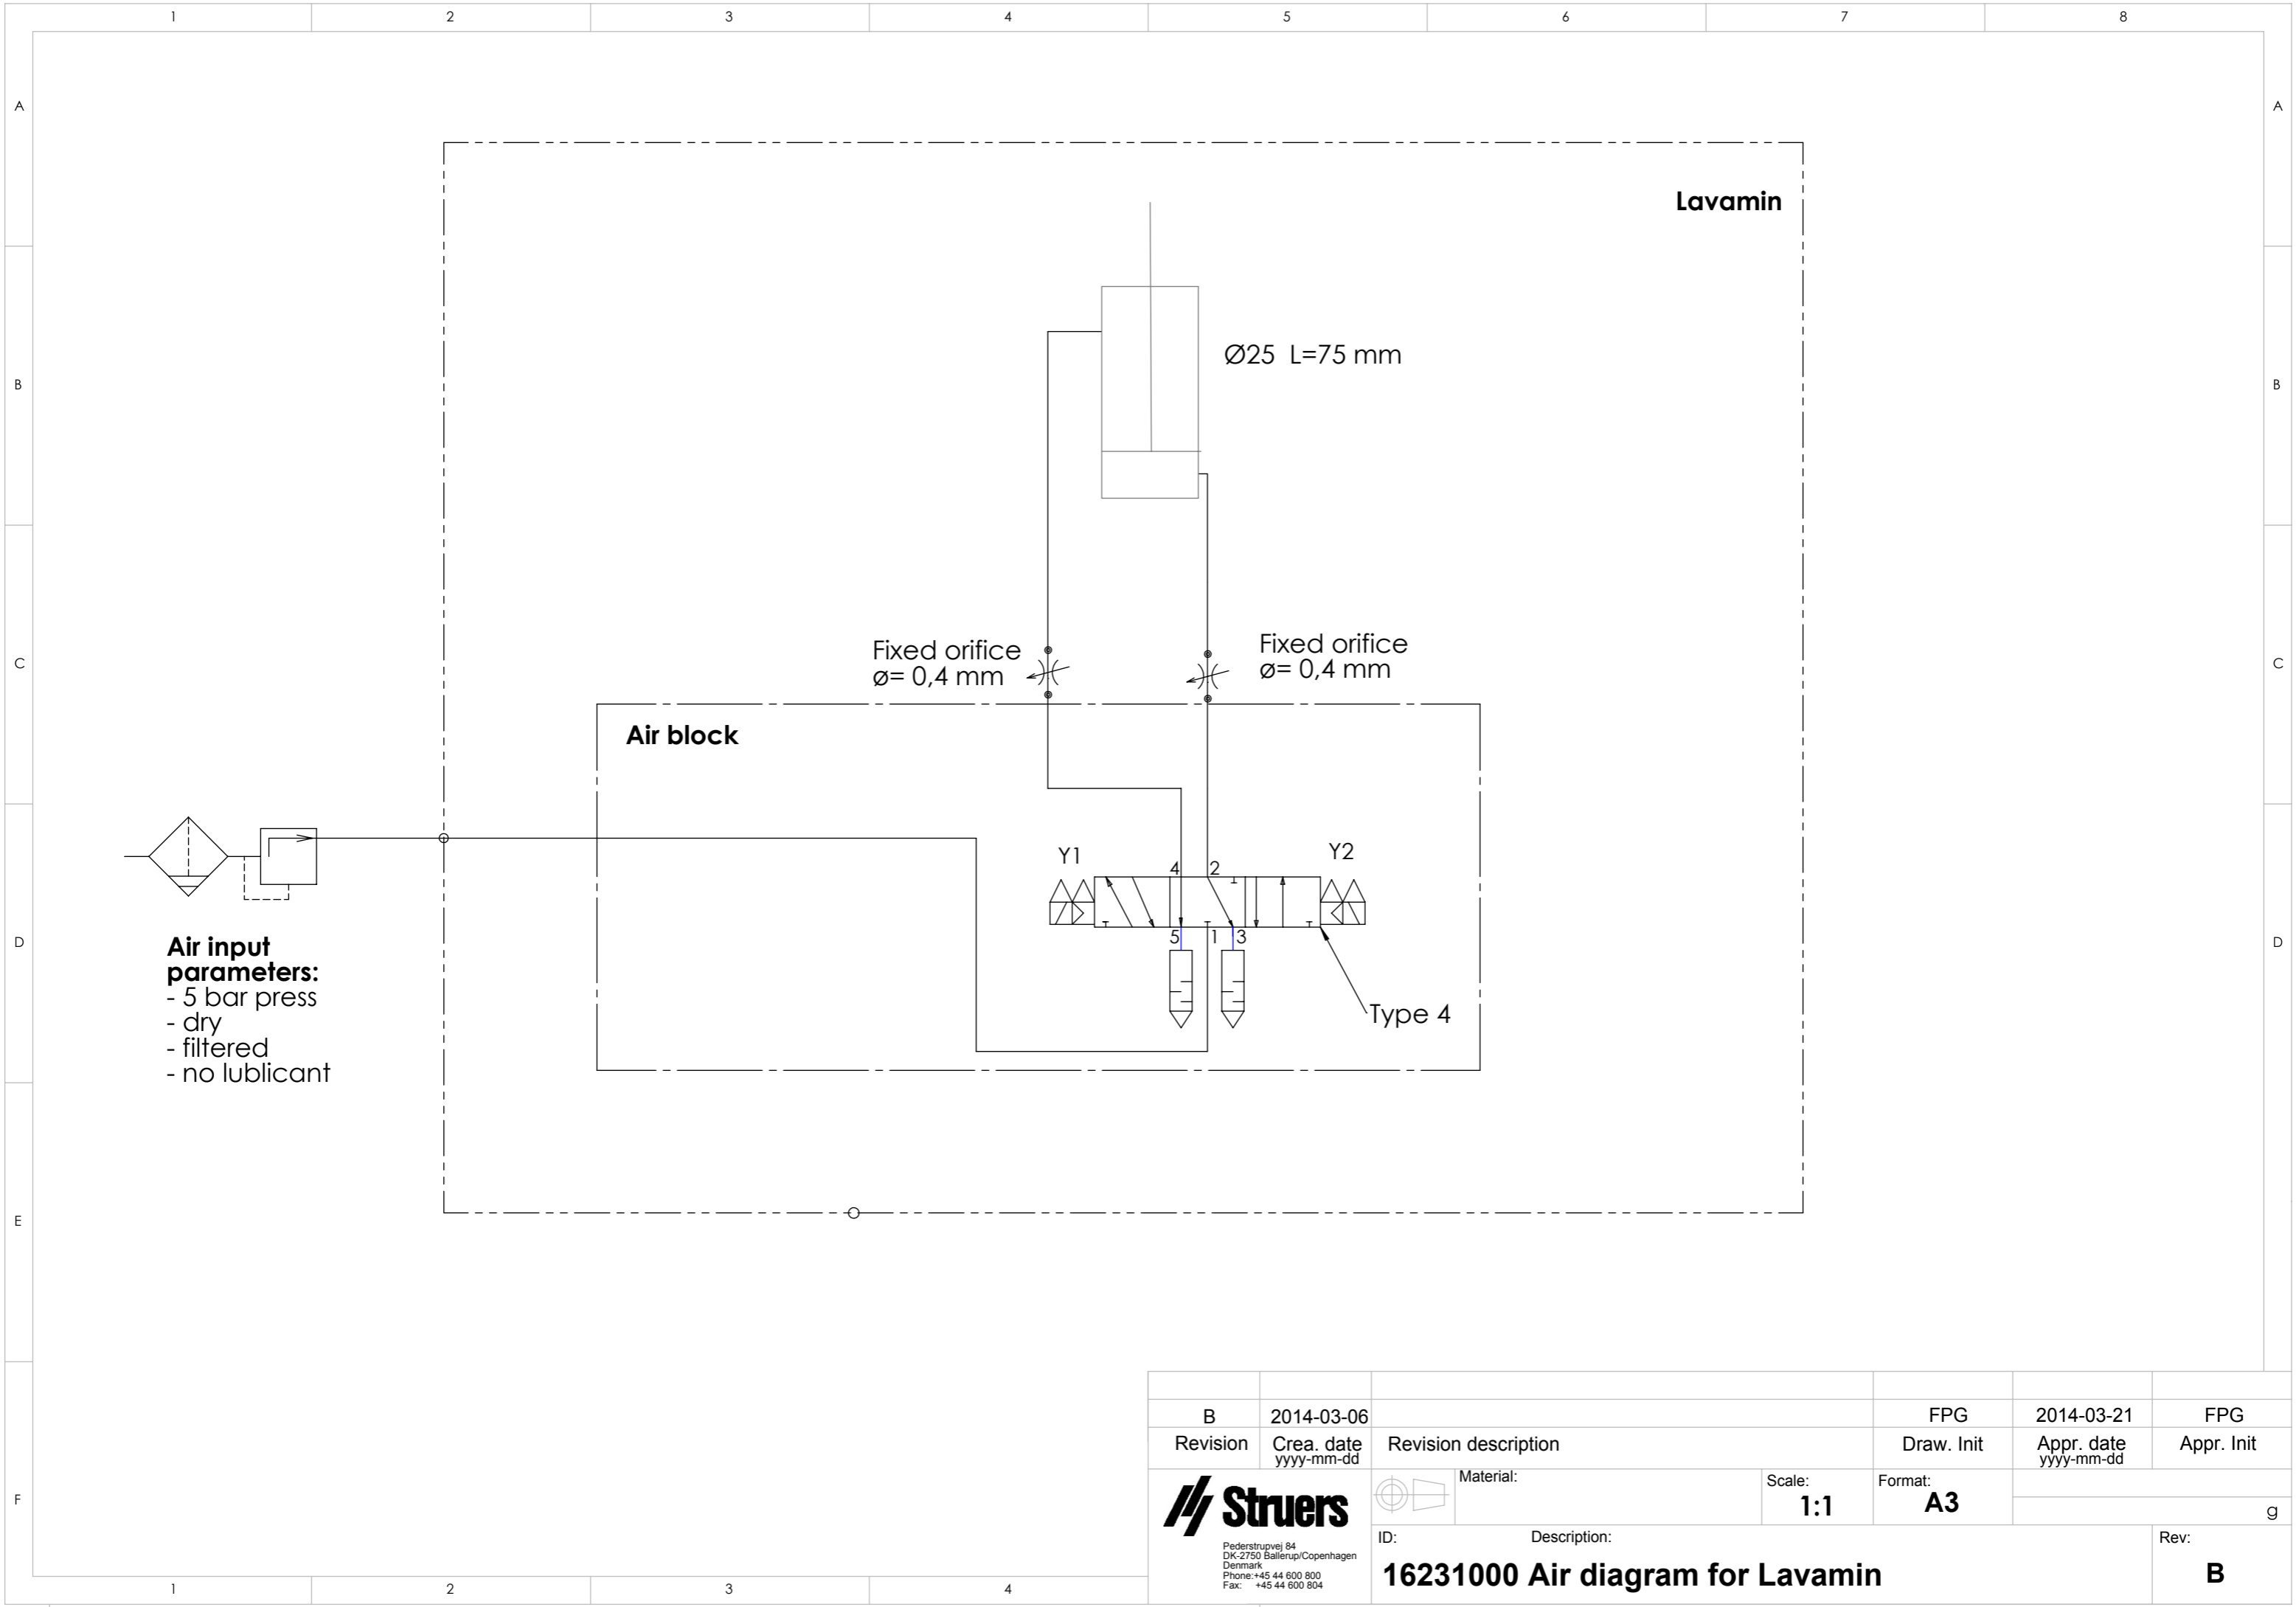 1 2 3 4 5 6 7 8
A A
Lavamin
B B
Ø25 L=75 mm
C C
Fixed orifice
ø= 0,4 mm
Fixed orifice
ø= 0,4 mm
Air block
Y1
4 2
Y2
5 1 3
Type 4
D D
Air input
parameters:
- 5 bar press
- dry
- filtered
- no lublicant
E E
B 2014-03-06 FPG 2014-03-21 FPG
Revision Crea. date Revision description Draw. Init Appr. date Appr. Init
yyyy-mm-dd yyyy-mm-dd
F
Struers
Pederstrupvej 84
DK-2750 Ballerup/Copenhagen
Denmark
Phone:+45 44 600 800
Fax: +45 44 600 804
Material:
Scale:
1:1
Format:
A3
g
ID: Description:
16231000 Air diagram for Lavamin
Rev:
B
1 2 3 4